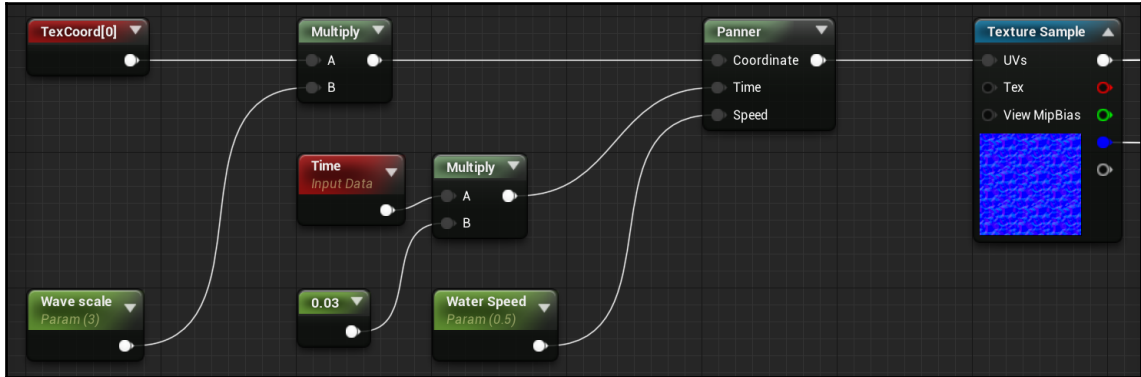 TexCoord[0]
Multiply
A
B
Panner
Coordinate
Time
Speed
Texture Sample
UVs
Tex
View MipBias
Time
Input Data
Multiply
A
B
Wave scale
Param (3)
0.03
Water Speed
Param (0.5)